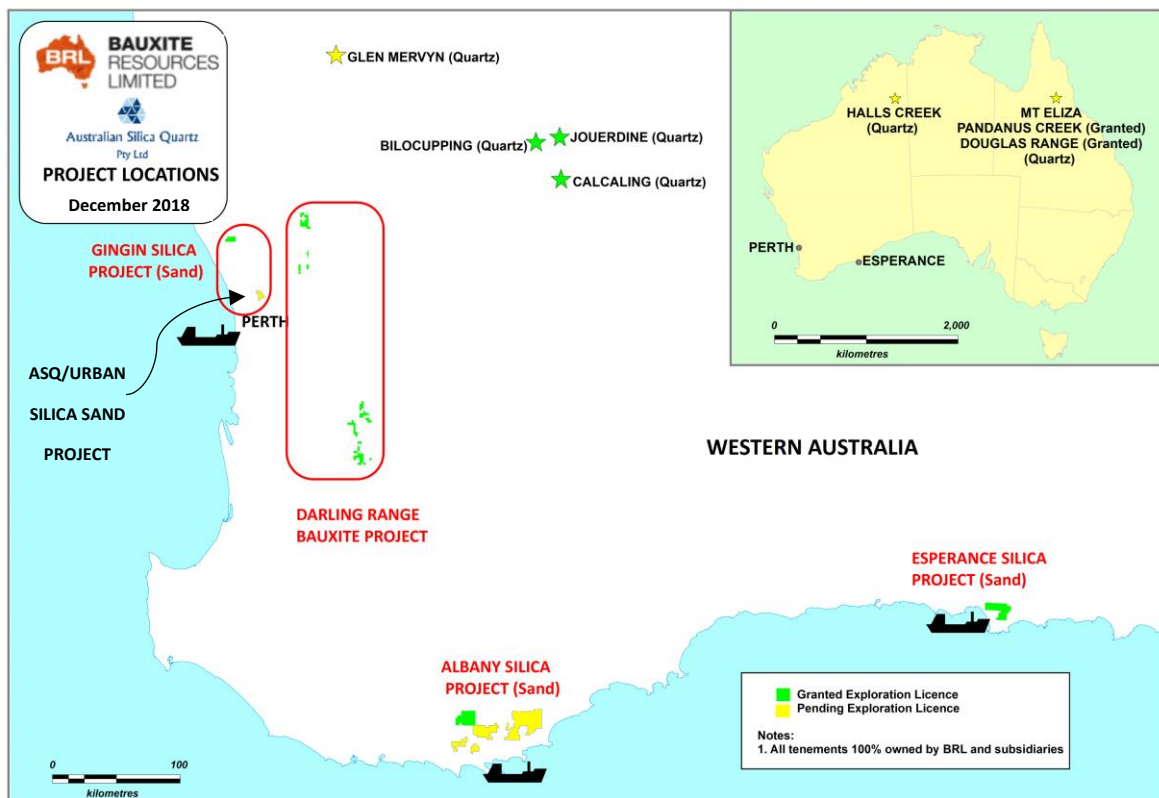 BRL
BAUXITE
RESOURCES
LIMITED
Australian Silica Quartz
Pty Ltd
PROJECT LOCATIONS
December 2018
GLEN MERVYN (Quartz)
BILOCUPPING (Quartz)
JOUERDINE (Quartz)
CALCALING (Quartz)
GINGIN SILICA
PROJECT (Sand)
PERTH
ASQ/URBAN
SILICA SAND
PROJECT
DARLING RANGE
BAUXITE PROJECT
WESTERN AUSTRALIA
ESPERANCE SILICA
PROJECT (Sand)
ALBANY SILICA
PROJECT (Sand)
0 100
kilometres
HALLS CREEK
(Quartz)
MT ELIZA
PANDANUS CREEK (Granted)
DOUGLAS RANGE (Granted)
(Quartz)
PERTH
ESPERANCE
0 2,000
kilometres
Granted Exploration Licence
Pending Exploration Licence
Notes:
1. All tenements 100% owned by BRL and subsidiaries